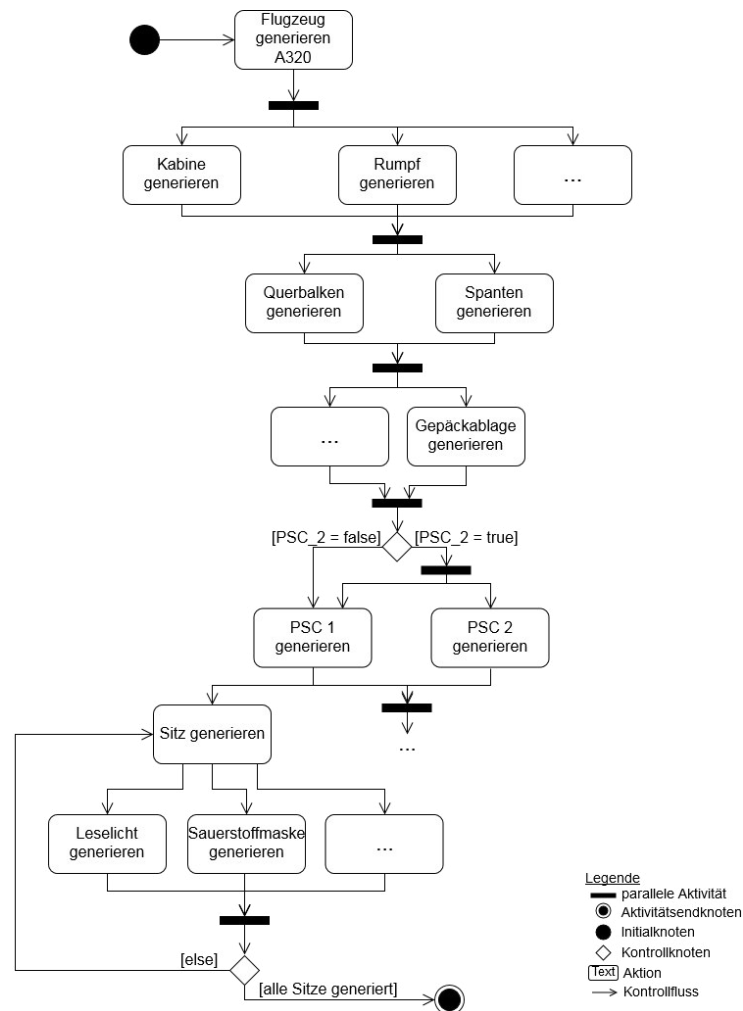 Flugzeug
generieren
A320
Kabine
generieren
Rumpf
generieren
...
Querbalken
generieren
Spanten
generieren
...
Gepäckablage
generieren
[PSC_2 = false]
[PSC_2 = true]
PSC 1
generieren
PSC 2
generieren
Sitz generieren
...
Leselicht
generieren
Sauerstoffmaske
generieren
...
[else]
[alle Sitze generiert]
Legende
parallele Aktivität
Aktivitätsendknoten
Initialknoten
Kontrollknoten
Text Aktion
Kontrollfluss